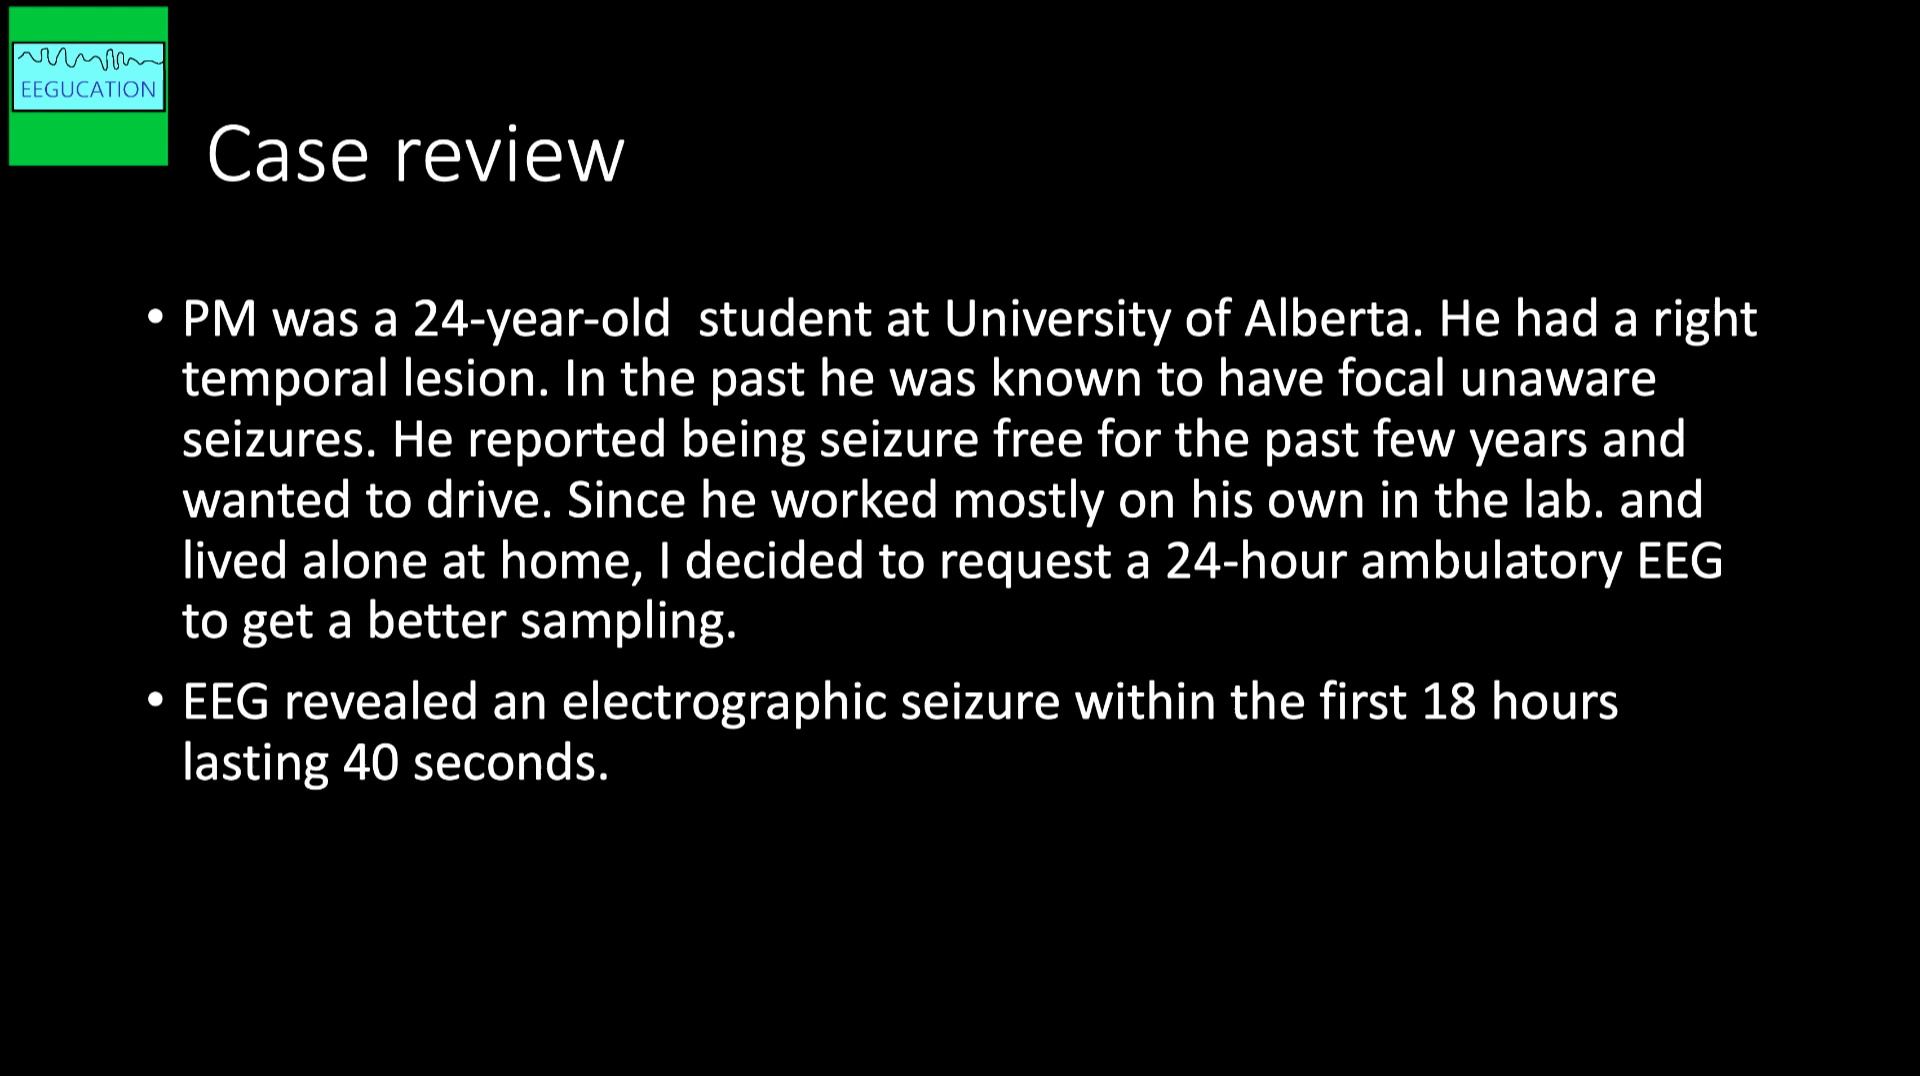 EEGUCATION
Case review
• PM was a 24-year-old  student at University of Alberta. He had a right
temporal lesion. In the past he was known to have focal unaware
seizures. He reported being seizure free for the past few years and
wanted to drive. Since he worked mostly on his own in the lab. and
lived alone at home, I decided to request a 24-hour ambulatory EEG
to get a better sampling.
• EEG revealed an electrographic seizure within the first 18 hours
lasting 40 seconds.